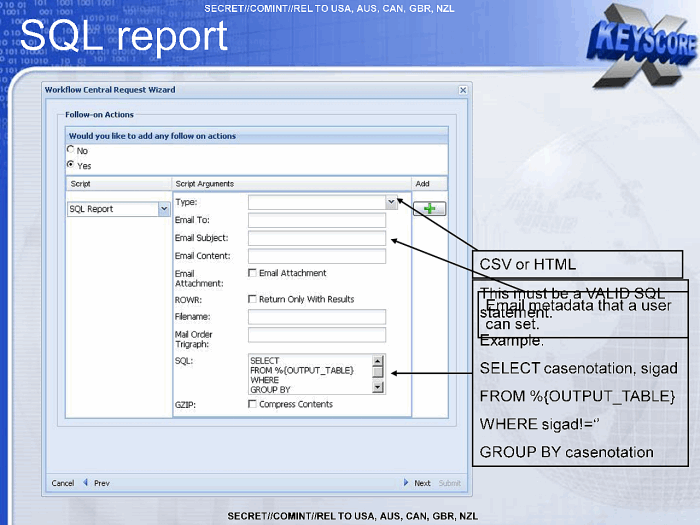 SECRET//COMINT//REL TO USA, AUS, CAN, GBR, NZL
SQL report
X
KEYSCORE
Workflow Central Request Wizard
Follow-on Actions
Would you like to add any follow on actions
No
Yes
Script
Script Arguments
Add
SQL Report
Type:
Email To:
Email Subject:
Email Content:
Email
Attachment:
Email Attachment
ROWR:
Return Only With Results
Filename:
Mail Order
Trigraph:
SQL:
SELECT
FROM %{OUTPUT_TABLE}
WHERE
GROUP BY
GZIP:
Compress Contents
Cancel
Prev
Next
Submit
CSV or HTML
This must be a VALID SQL
statement.
Email metadata that a user
can set.
Example:
SELECT casenotation, sigad
FROM %{OUTPUT_TABLE}
WHERE sigad!=‘’
GROUP BY casenotation
SECRET//COMINT//REL TO USA, AUS, CAN, GBR, NZL